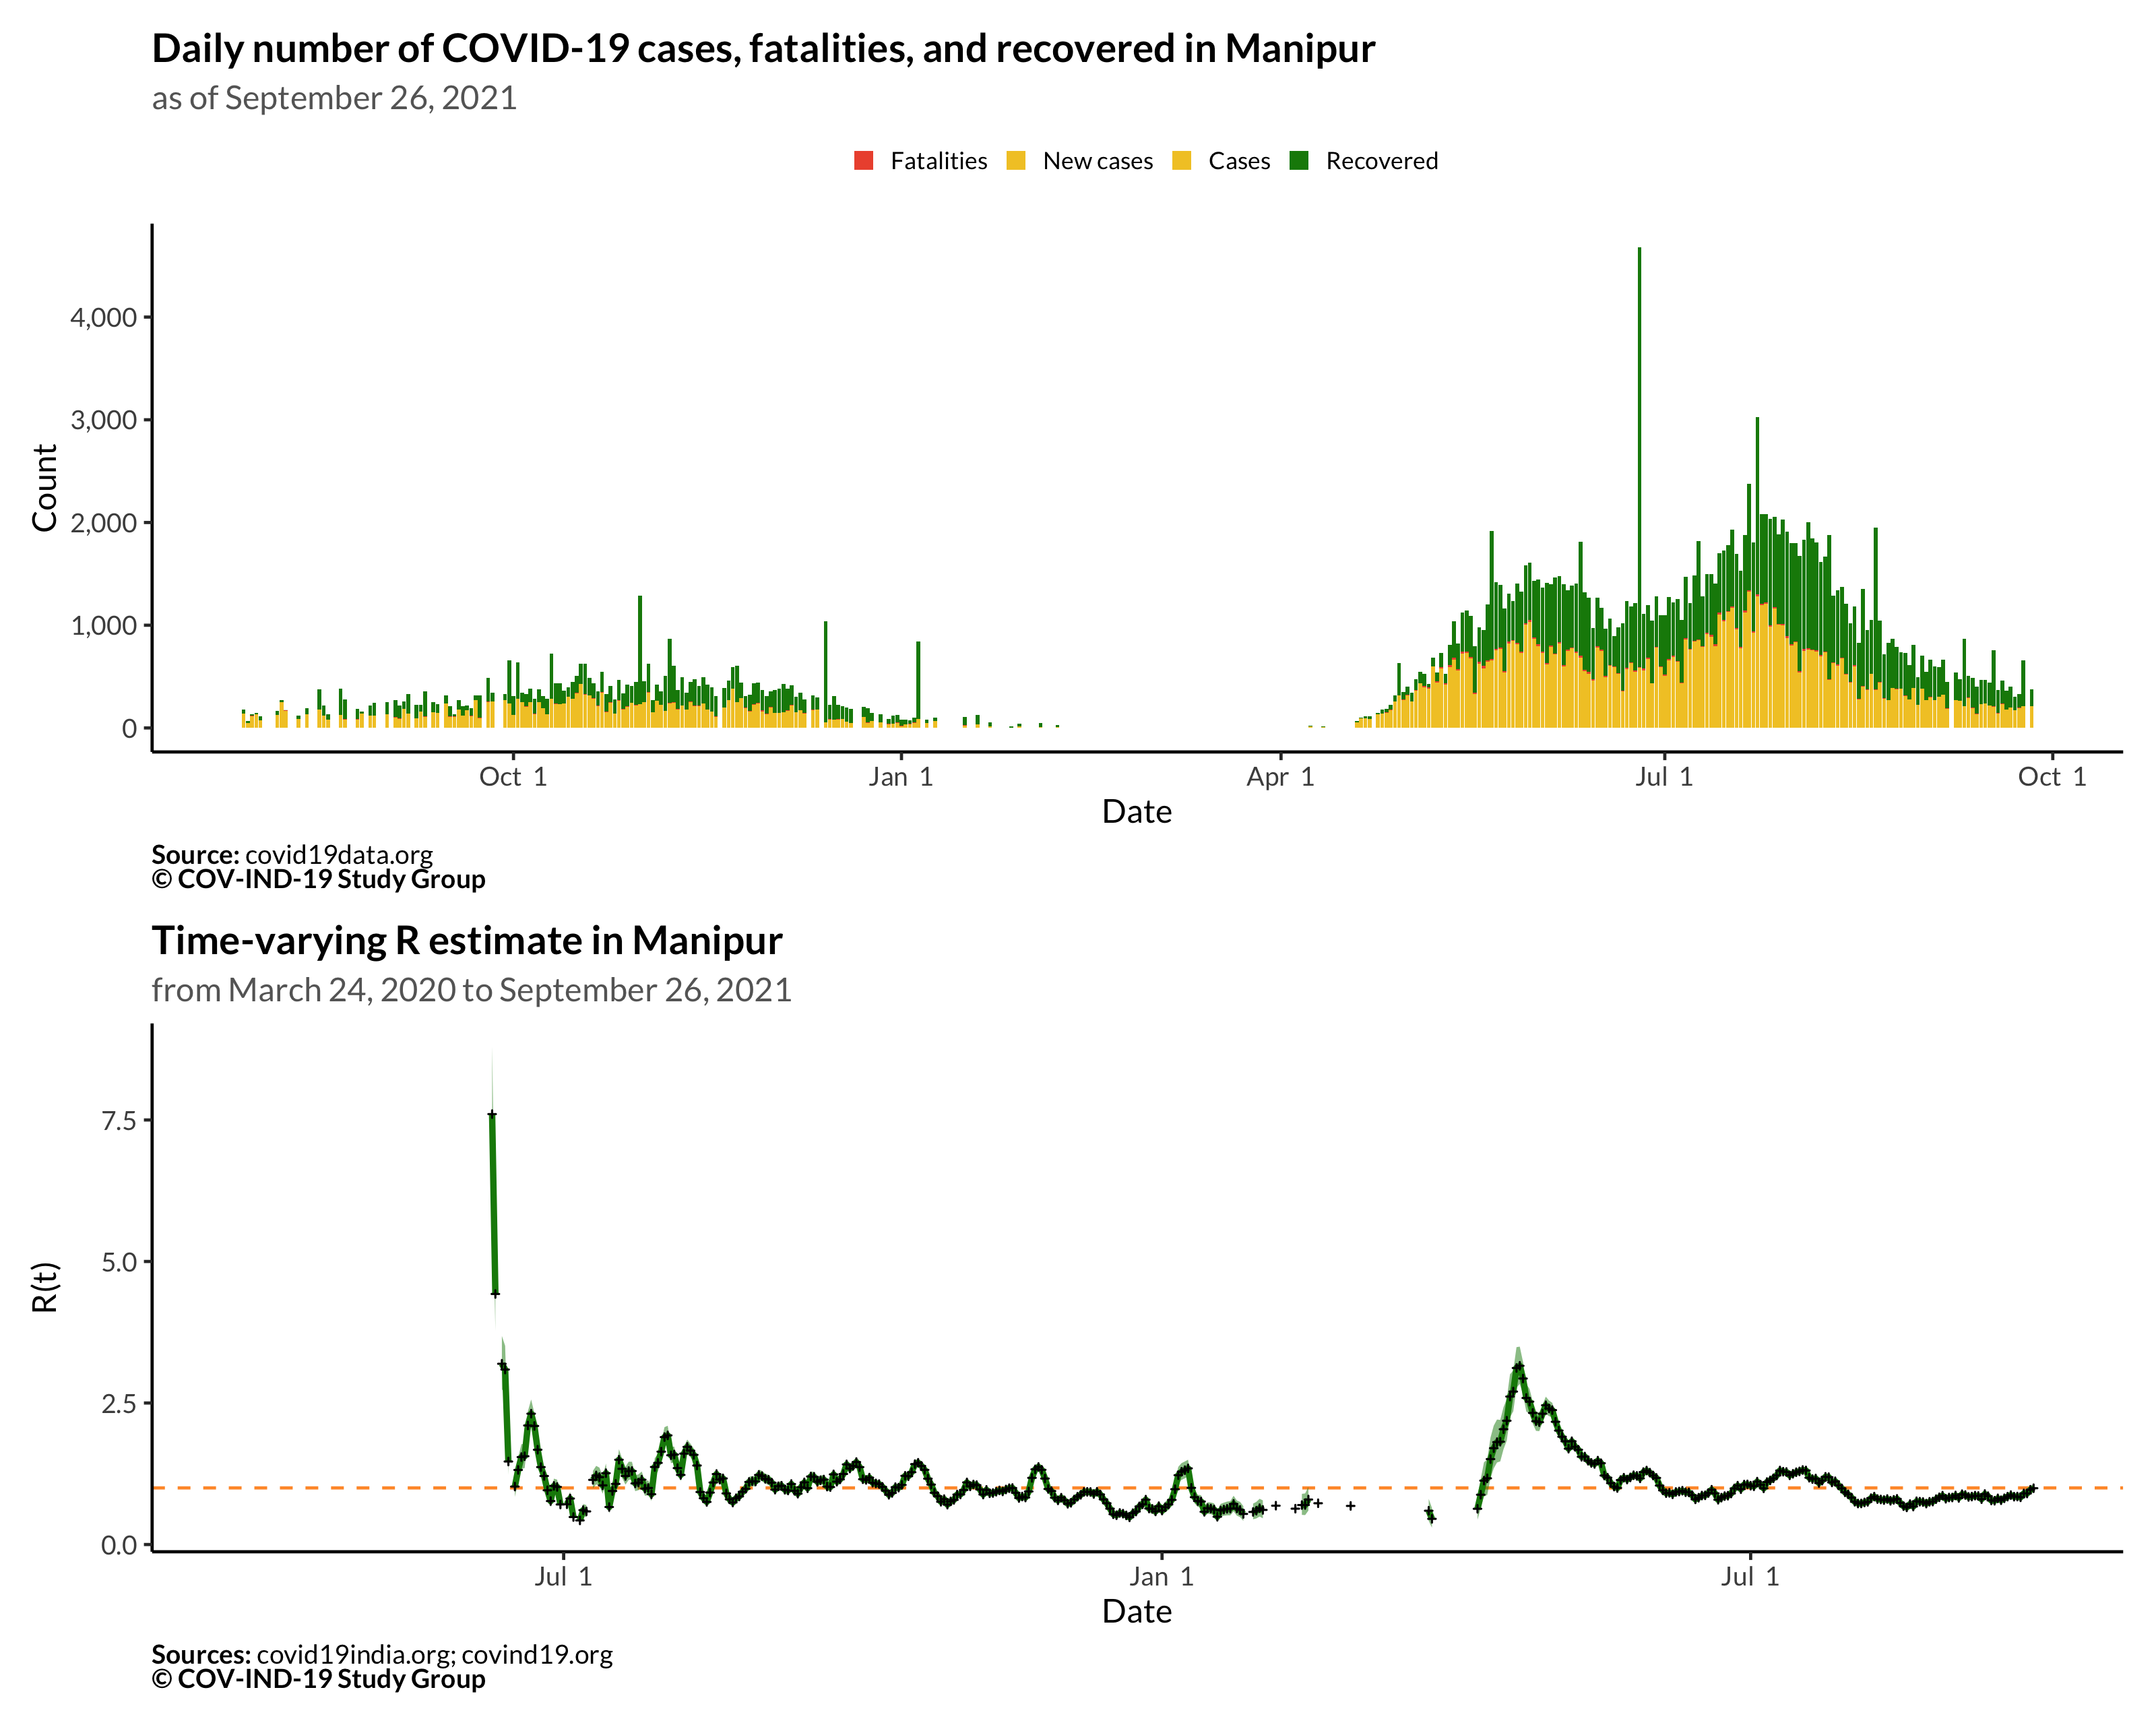 Daily number of COVID-19 cases, fatalities, and recovered in Manipur
as of September 26, 2021
Fatalities New cases Cases Recovered
Count
4,000
3,000
2,000
1,000
0
Oct 1 Jan 1 Apr 1 Jul 1 Oct 1
Date
Source: covid19data.org
© COV-IND-19 Study Group
Time-varying R estimate in Manipur
from March 24, 2020 to September 26, 2021
R(t)
7.5
5.0
2.5
0.0
Jul 1 Jan 1 Jul 1
Date
Sources: covid19india.org; covind19.org
© COV-IND-19 Study Group